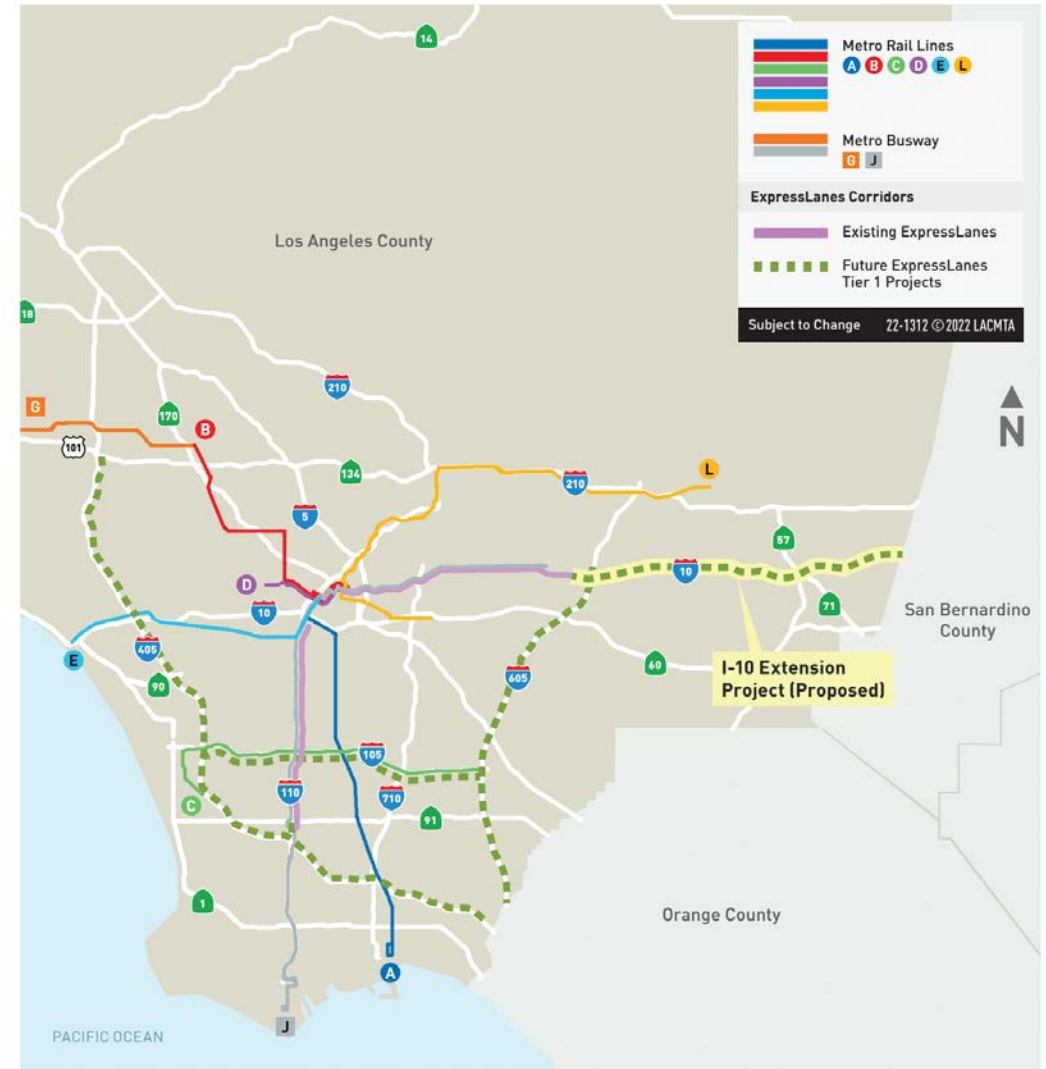 14
Metro Rail Lines
A B C D E L
Metro Busway
G J
ExpressLanes Corridors
Existing ExpressLanes
Future ExpressLanes
Tier 1 Projects
Subject to Change 22-1312 © 2022 LACMTA
Los Angeles County
18
210
N
G
170
B
101
134
L
210
5
57
D
10
10
71
San Bernardino
County
E
405
90
605
60
I-10 Extension
Project (Proposed)
105
110
710
C
91
1
Orange County
A
J
PACIFIC OCEAN